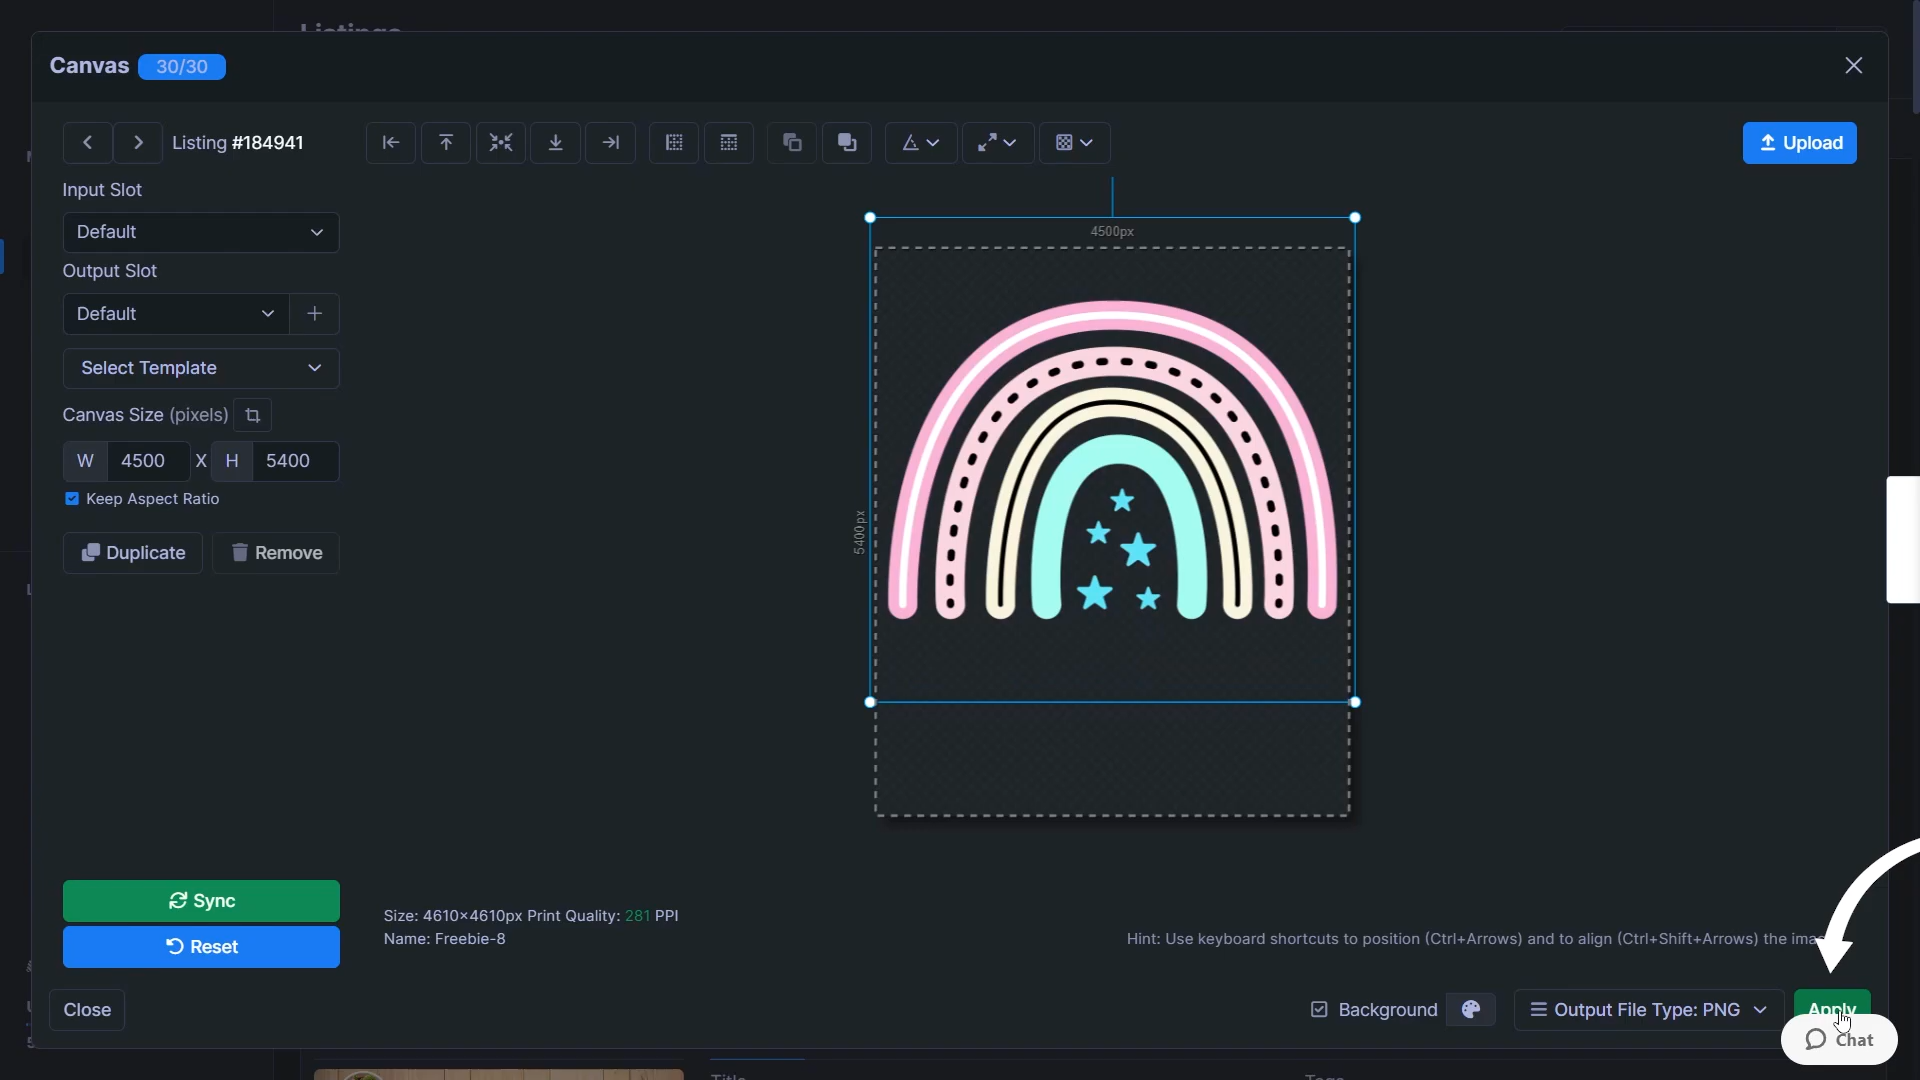 Listings
Canvas 30/30
Listing #184941
Upload
Input Slot
Default
Output Slot
Default
Select Template
Canvas Size (pixels)
W 4500 X H 5400
Keep Aspect Ratio
Duplicate
Remove
4500px
5400px
Sync
Reset
Size: 4610×4610px Print Quality: 281 PPI
Name: Freebie-8
Hint: Use keyboard shortcuts to position (Ctrl+Arrows) and to align (Ctrl+Shift+Arrows) the
Close
Background
Output File Type: PNG
Apply
Chat
Title
Tags